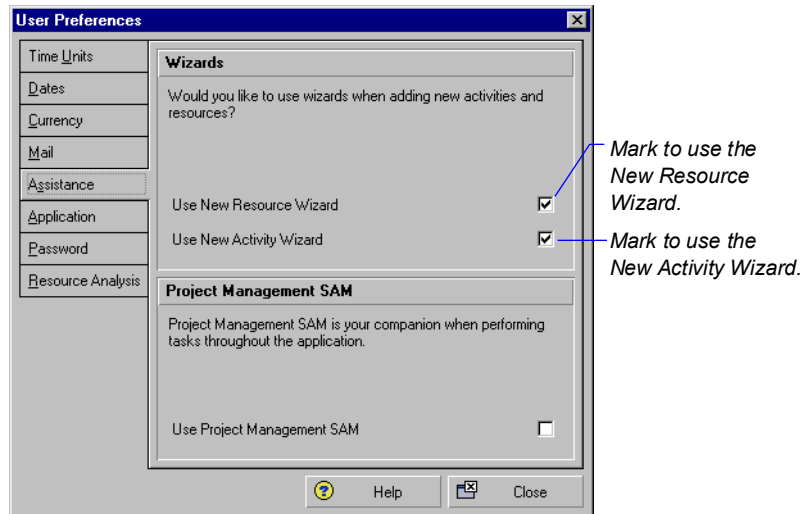 User Preferences
Time Units
Dates
Currency
Mail
Assistance
Application
Password
Resource Analysis
Wizards
Would you like to use wizards when adding new activities and
resources?
Use New Resource Wizard
Use New Activity Wizard
Project Management SAM
Project Management SAM is your companion when performing
tasks throughout the application.
Use Project Management SAM
Help
Close
Mark to use the
New Resource
Wizard.
Mark to use the
New Activity Wizard.